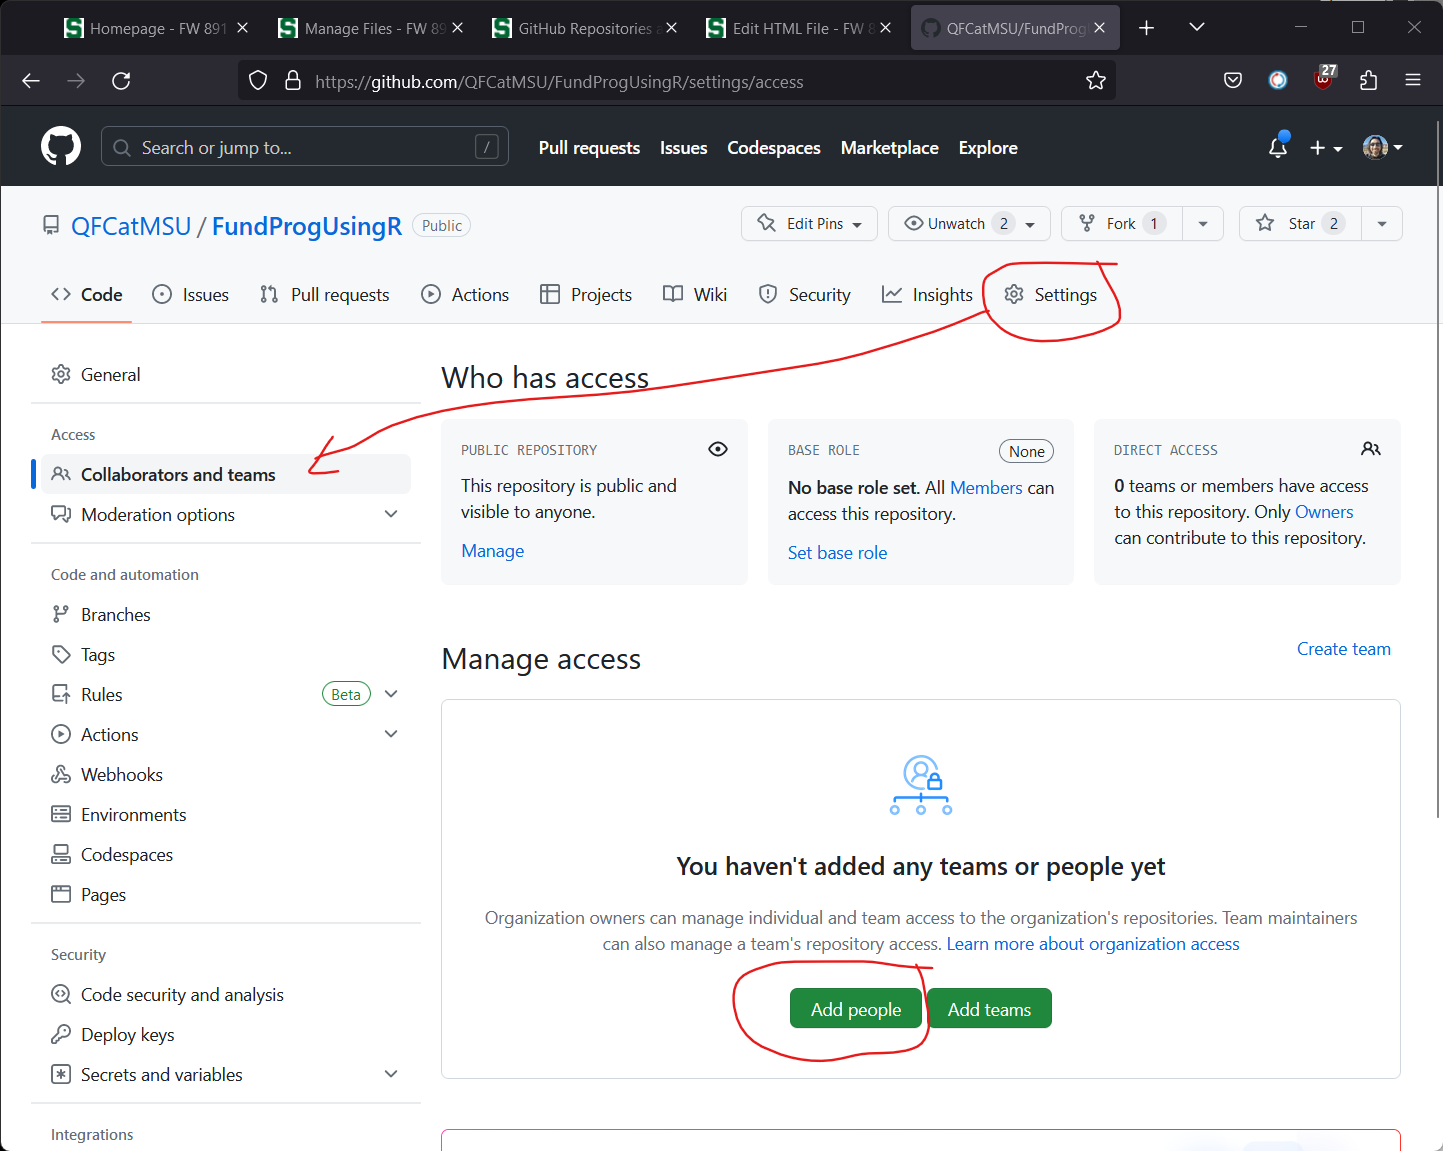 Homepage - FW 891
Manage Files - FW 89
GitHub Repositories a
Edit HTML File - FW 8
QFCatMSU/FundProg
https://github.com/QFCatMSU/FundProgUsingR/settings/access
27
Search or jump to...
/
Pull requests
Issues
Codespaces
Marketplace
Explore
QFCatMSU / FundProgUsingR
Public
Edit Pins
Unwatch 2
Fork 1
Star 2
Code
Issues
Pull requests
Actions
Projects
Wiki
Security
Insights
Settings
General
Access
Collaborators and teams
Moderation options
Code and automation
Branches
Tags
Rules
Beta
Actions
Webhooks
Environments
Codespaces
Pages
Security
Code security and analysis
Deploy keys
Secrets and variables
Integrations
Who has access
PUBLIC REPOSITORY
This repository is public and
visible to anyone.
Manage
BASE ROLE
None
No base role set. All Members can
access this repository.
Set base role
DIRECT ACCESS
0 teams or members have access
to this repository. Only Owners
can contribute to this repository.
Manage access
Create team
You haven't added any teams or people yet
Organization owners can manage individual and team access to the organization's repositories. Team maintainers
can also manage a team's repository access. Learn more about organization access
Add people
Add teams